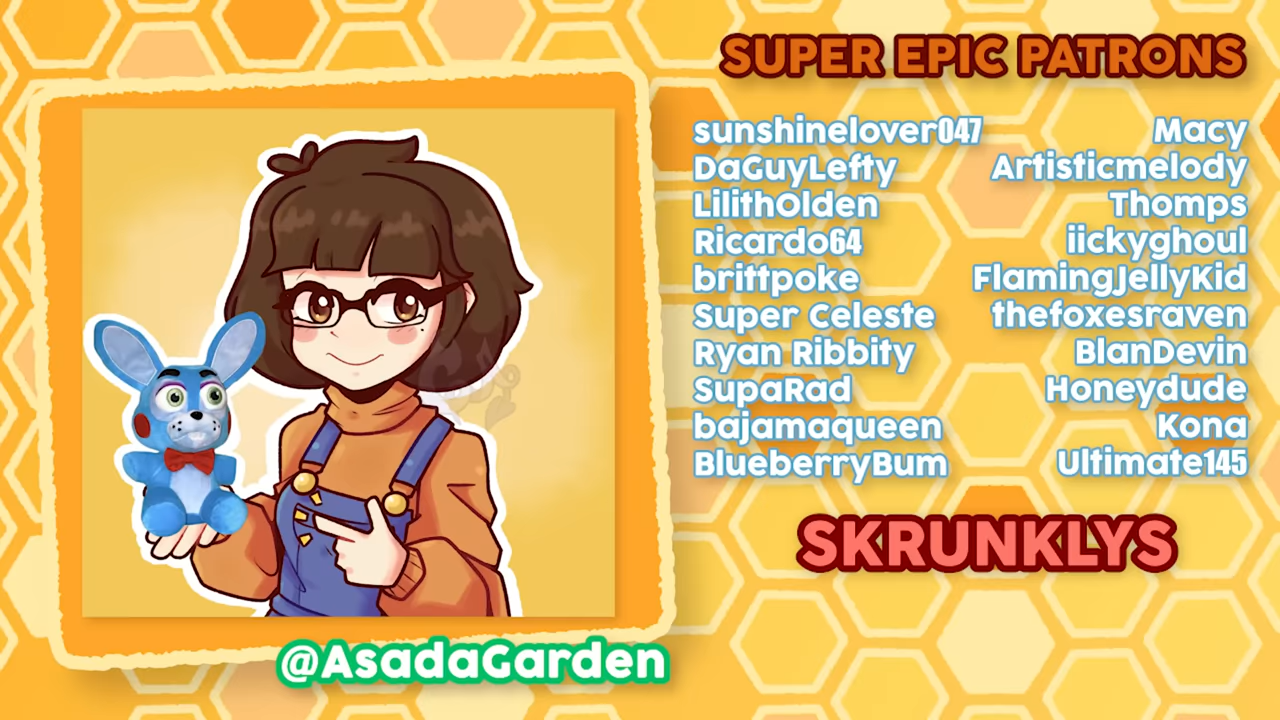 SUPER EPIC PATRONS
sunshinelover047
DaGuyLefty
LilithOlden
Ricardo64
brittpoke
Super Celeste
Ryan Ribbity
SupaRad
bajamaqueen
BlueberryBum
Macy
Artisticmelody
Thomps
iickyghoul
FlamingJellyKid
thefoxesraven
BlanDevin
Honeydude
Kona
Ultimate145
SKRUNKLYS
@AsadaGarden